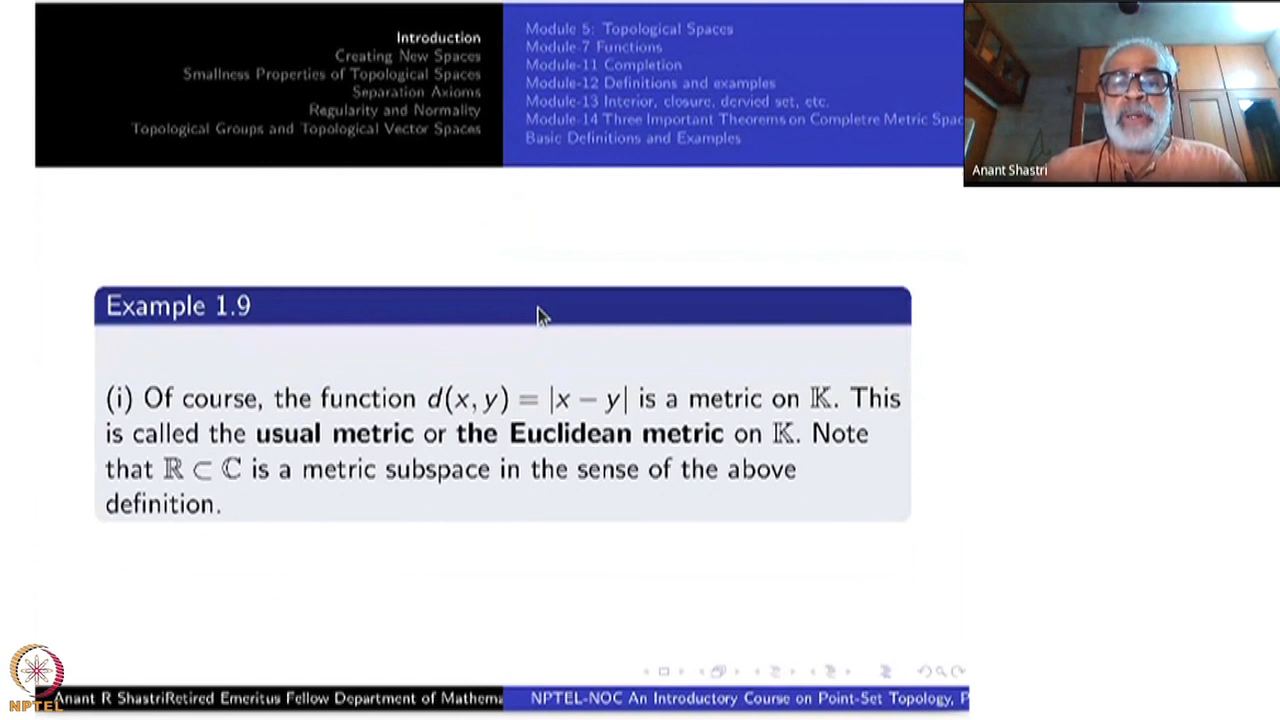 Introduction
Creating New Spaces
Smallness Properties of Topological Spaces
Separation Axioms
Regularity and Normality
Topological Groups and Topological Vector Spaces
Module 5: Topological Spaces
Module-7 Functions
Module-11 Completion
Module-12 Definitions and examples
Module-13 Interior, closure, dervied set, etc.
Module-14 Three Important Theorems on Completre Metric Spac
Basic Definitions and Examples
Anant Shastri
Example 1.9
(i) Of course, the function d(x, y) = |x − y| is a metric on 𝕂. This
is called the usual metric or the Euclidean metric on 𝕂. Note
that ℝ ⊂ ℂ is a metric subspace in the sense of the above
definition.
NPTEL
Anant R ShastriRetired Emeritus Fellow Department of Mathema
NPTEL-NOC An Introductory Course on Point-Set Topology, P